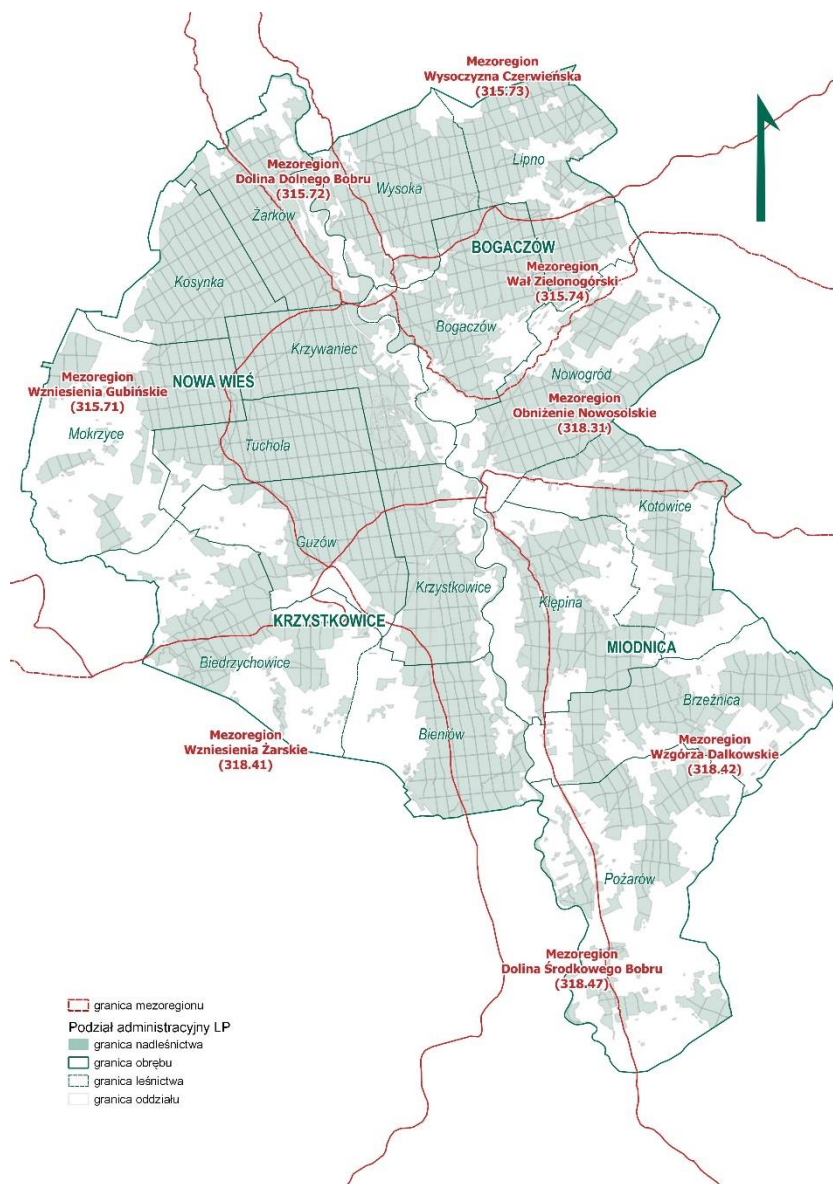 Mezoregion
Wysoczyzna Czerwieńska
(315.73)
Lipno
Mezoregion
Dolina Dolnego Bobru
(315.72)
Wysoka
Żarków
BOGACZÓW
Mezoregion
Wał Zielonogórski
(315.74)
Kosynka
Bogaczów
Krzywaniec
Nowogród
Mezoregion
Wzniesienia Gubińskie
(315.71)
NOWA WIEŚ
Mezoregion
Obniżenie Nowosolskie
(318.31)
Mokrzyce
Tuchola
Kotowice
Guzów
Krzystkowice
Klępina
KRZYSTKOWICE
MIODNICA
Biedrzychowice
Brzeźnica
Mezoregion
Wzniesienia Żarskie
(318.41)
Bieniów
Mezoregion
Wzgórza Dalkowskie
(318.42)
Pożarów
Mezoregion
Dolina Środkowego Bobru
(318.47)
granica mezoregionu
Podział administracyjny LP
granica nadleśnictwa
granica obrębu
granica leśnictwa
granica oddziału